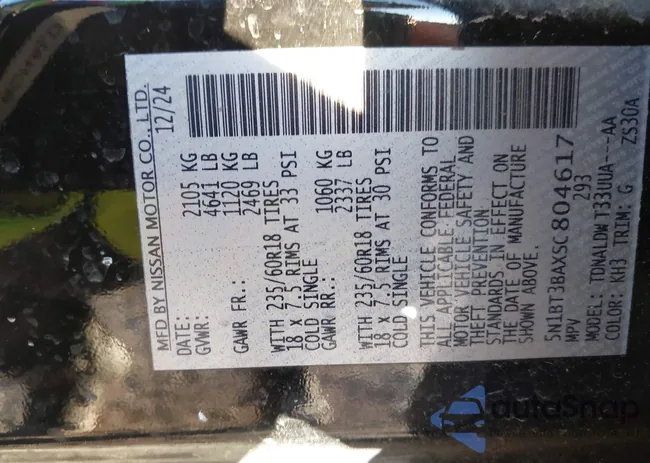 MFD BY NISSAN MOTOR CO., LTD.
DATE: 12/24
GVWR: 2105 KG
4641 LB
GAWR FR.: 1120 KG
2469 LB
WITH 235/60R18 TIRES
18 X 7.5 RIMS AT 33 PSI
COLD SINGLE
GAWR RR.: 1060 KG
2337 LB
WITH 235/60R18 TIRES
18 X 7.5 RIMS AT 30 PSI
COLD SINGLE
THIS VEHICLE CONFORMS TO
ALL APPLICABLE FEDERAL
MOTOR VEHICLE SAFETY AND
THEFT PREVENTION
STANDARDS IN EFFECT ON
THE DATE OF MANUFACTURE
SHOWN ABOVE.
5N1BT3BAXSC804617
MPV 293
MODEL: TDNALDW T33UUA---AA
COLOR: KH3 TRIM: G ZS30A
autoSnap